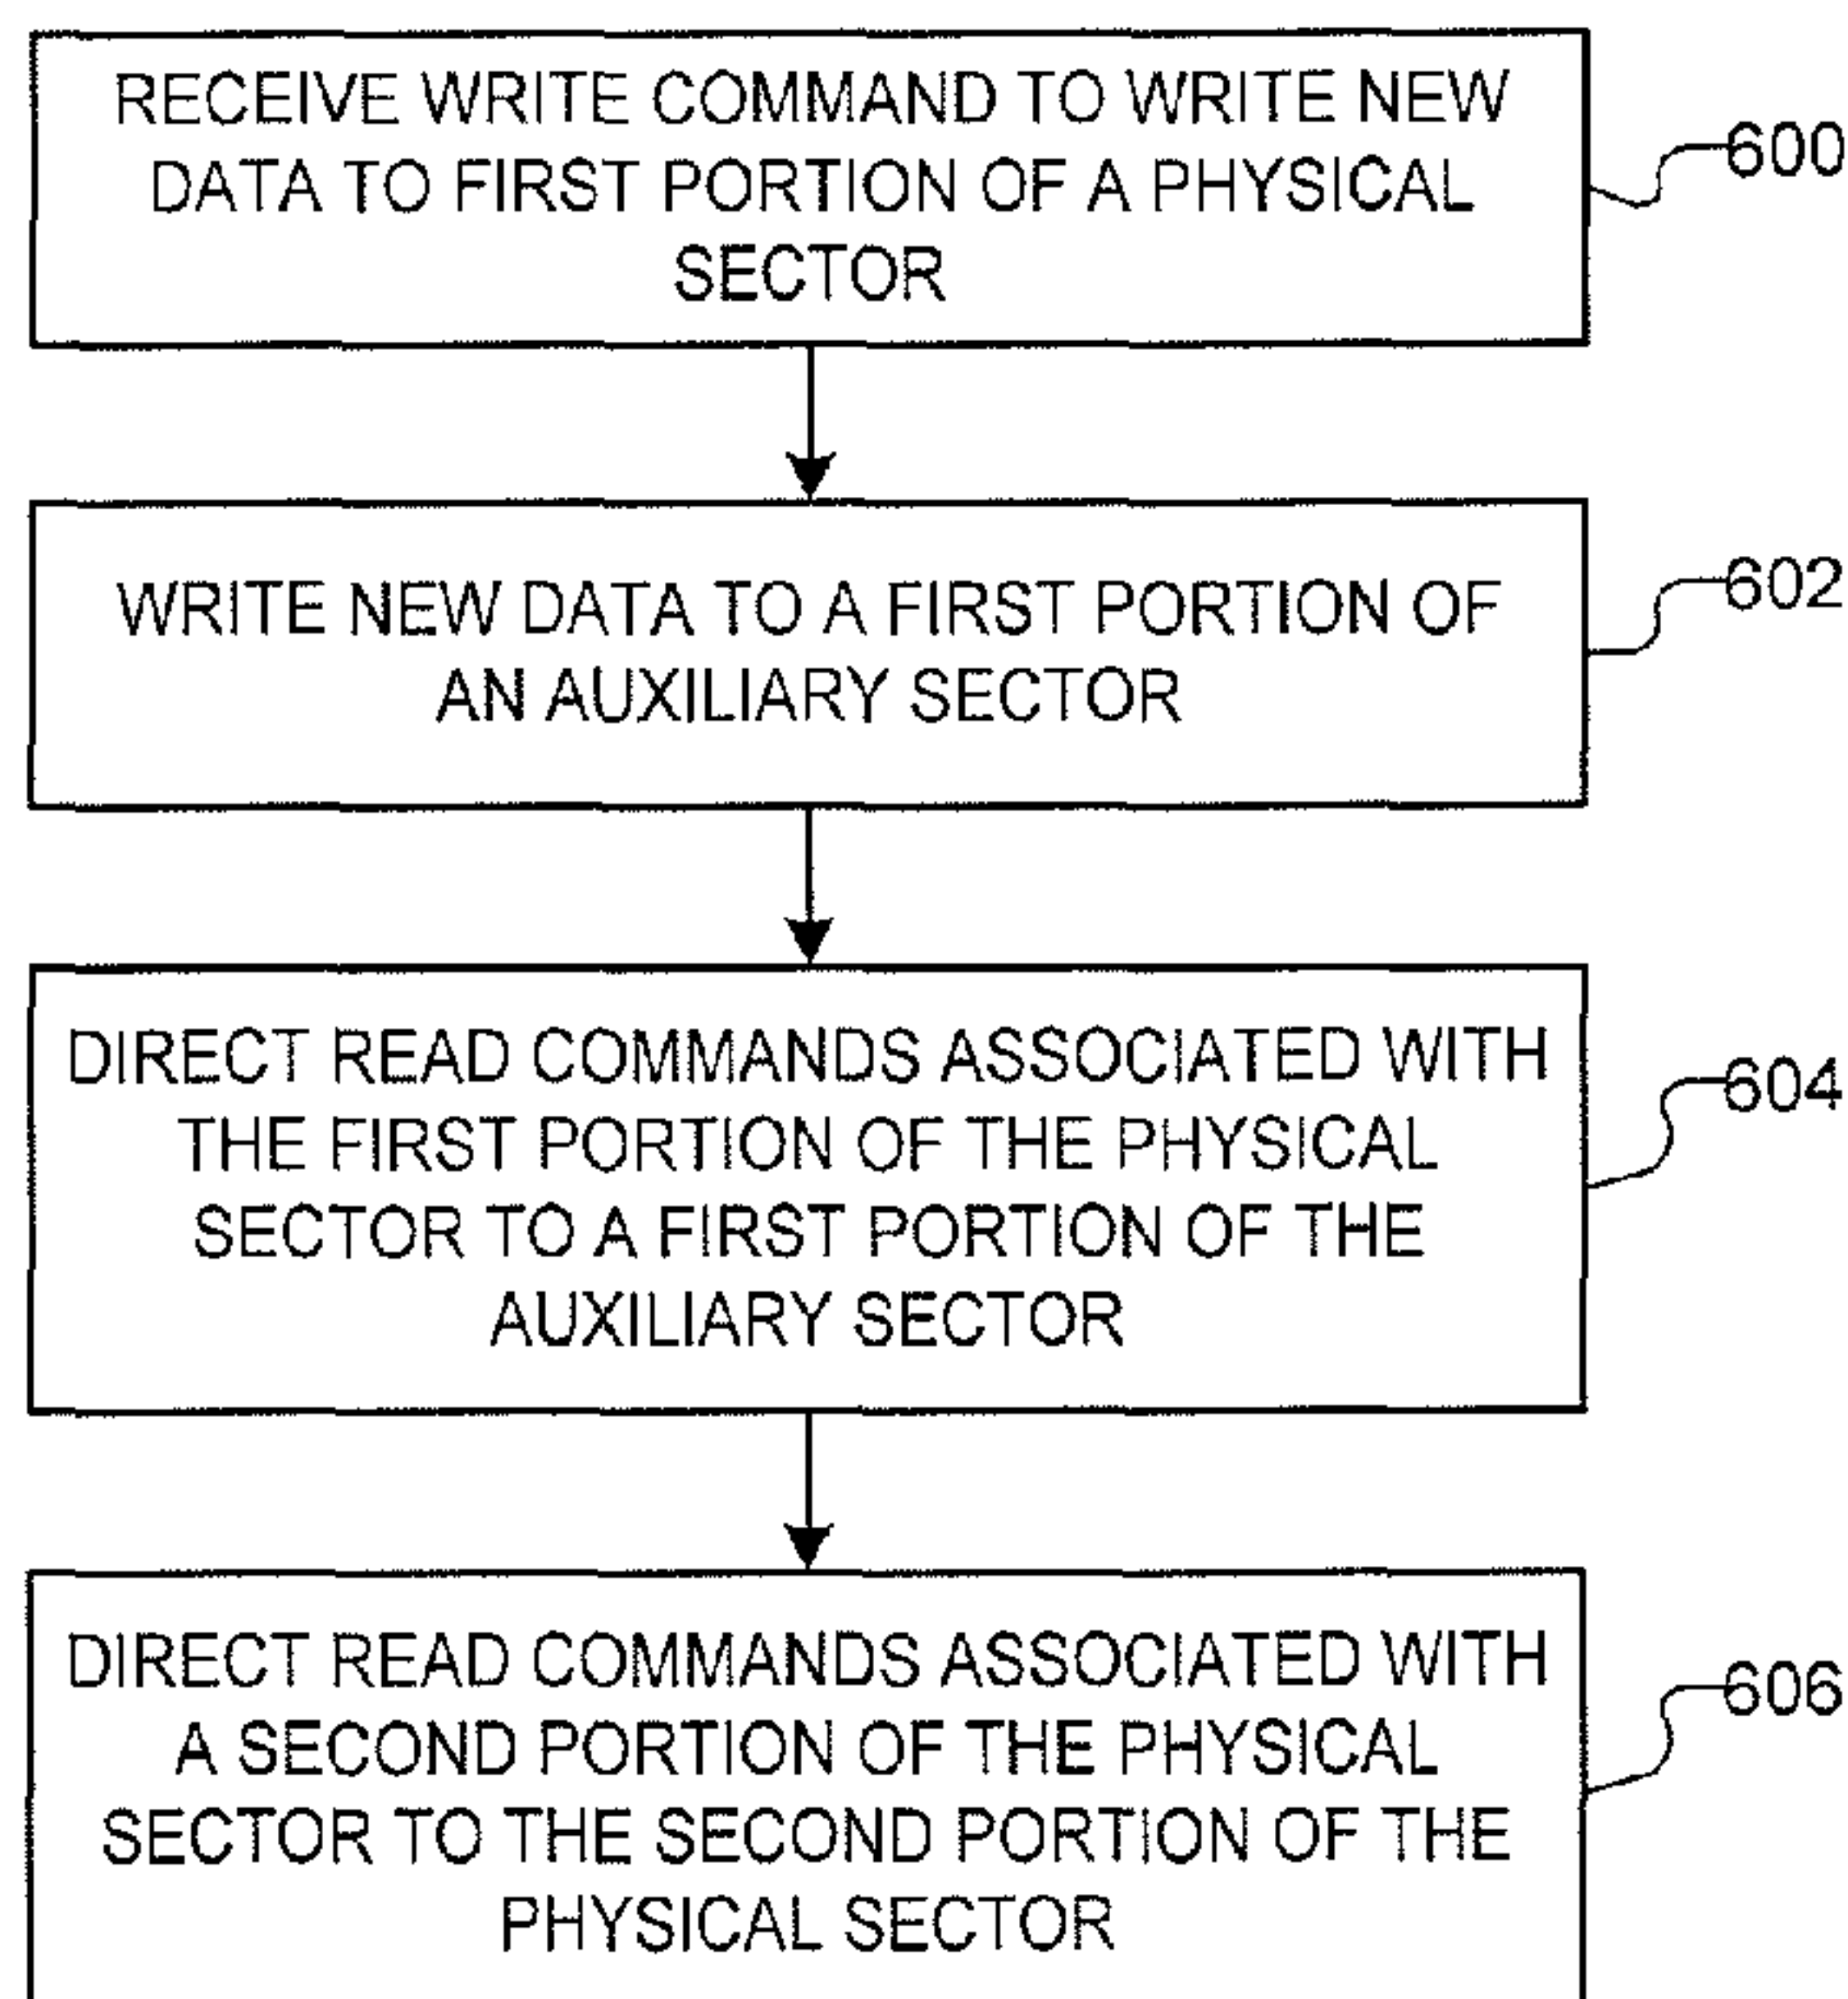 RECEIVE WRITE COMMAND TO WRITE NEW
DATA TO FIRST PORTION OF A PHYSICAL
SECTOR
600
WRITE NEW DATA TO A FIRST PORTION OF
AN AUXILIARY SECTOR
602
DIRECT READ COMMANDS ASSOCIATED WITH
THE FIRST PORTION OF THE PHYSICAL
SECTOR TO A FIRST PORTION OF THE
AUXILIARY SECTOR
604
DIRECT READ COMMANDS ASSOCIATED WITH
A SECOND PORTION OF THE PHYSICAL
SECTOR TO THE SECOND PORTION OF THE
PHYSICAL SECTOR
606